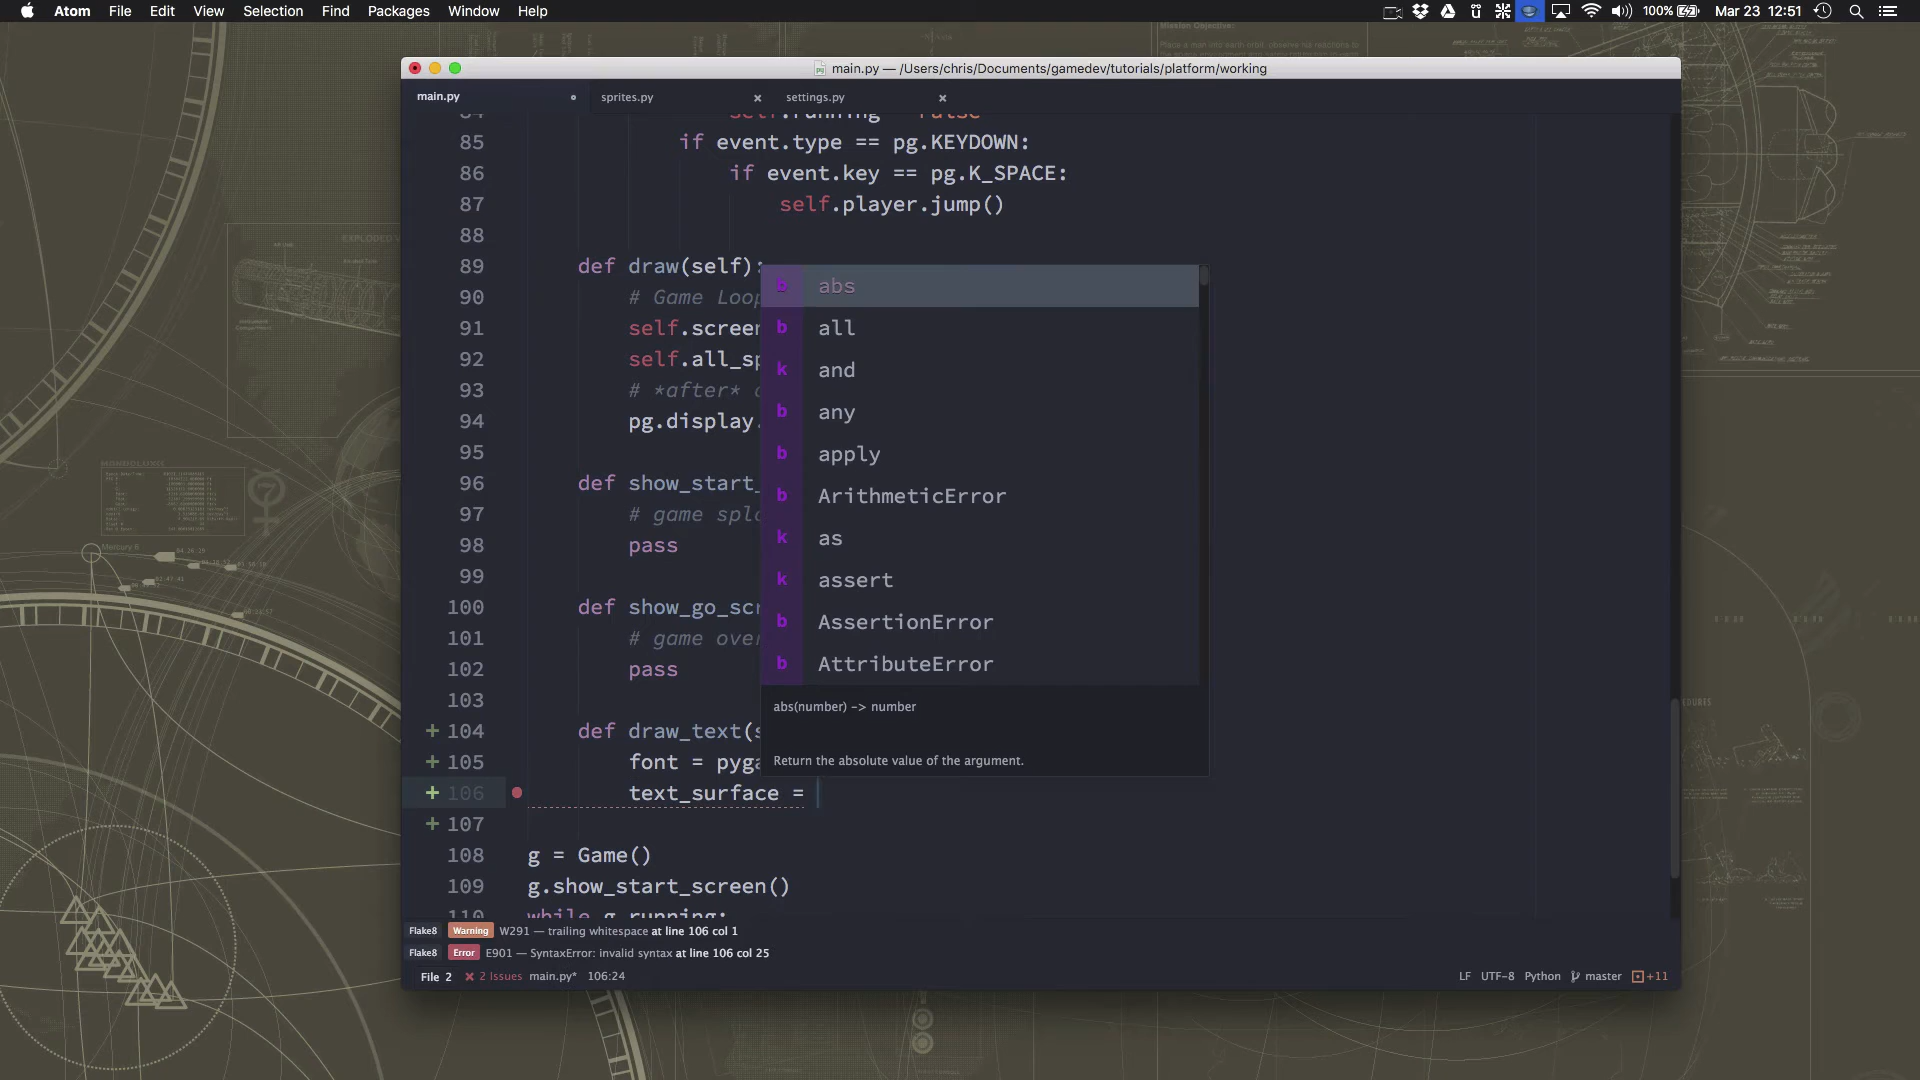 Atom File Edit View Selection Find Packages Window Help
100% Mar 23 12:51
main.py — /Users/chris/Documents/gamedev/tutorials/platform/working
main.py sprites.py settings.py
84 self.running = False
85 if event.type == pg.KEYDOWN:
86 if event.key == pg.K_SPACE:
87 self.player.jump()
88
89 def draw(self):
90 # Game Loop
91 self.screen
92 self.all_sp
93 # *after*
94 pg.display.
95
96 def show_start_
97 # game spla
98 pass
99
100 def show_go_scr
101 # game over
102 pass
103
+ 104 def draw_text(s
+ 105 font = pyga
+ 106 text_surface =
+ 107
108 g = Game()
109 g.show_start_screen()
110 while g.running:
b abs
b all
k and
b any
b apply
b ArithmeticError
k as
k assert
b AssertionError
b AttributeError
abs(number) -> number
Return the absolute value of the argument.
Flake8 Warning W291 — trailing whitespace at line 106 col 1
Flake8 Error E901 — SyntaxError: invalid syntax at line 106 col 25
File 2 2 Issues main.py* 106:24 LF UTF-8 Python master +11